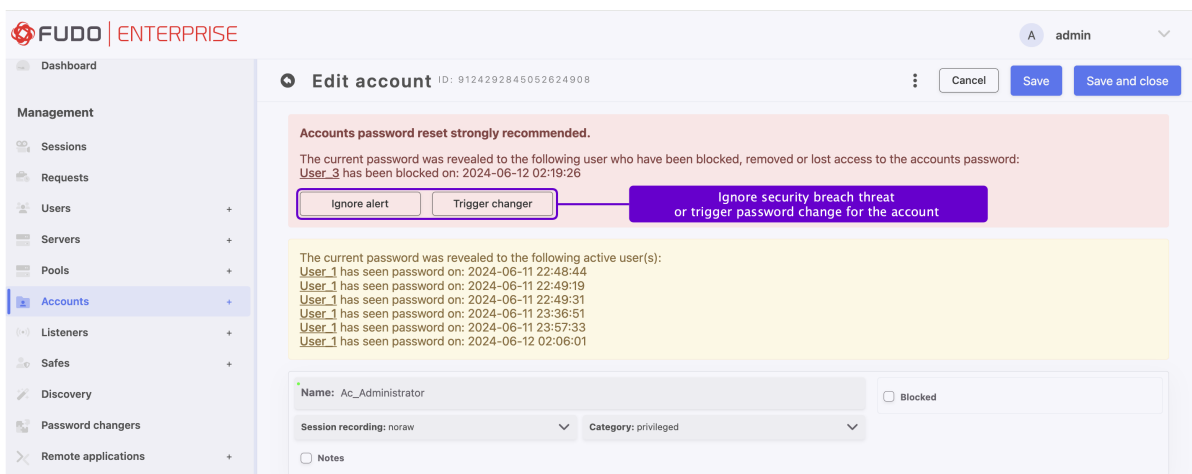 FUDO ENTERPRISE
A admin
Dashboard
Edit account ID: 9124292845052624908
Cancel
Save
Save and close
Management
Sessions
Requests
Users +
Servers +
Pools +
Accounts +
Listeners +
Safes +
Discovery
Password changers
Remote applications +
Accounts password reset strongly recommended.
The current password was revealed to the following user who have been blocked, removed or lost access to the accounts password:
User_3 has been blocked on: 2024-06-12 02:19:26
Ignore alert
Trigger changer
Ignore security breach threat
or trigger password change for the account
The current password was revealed to the following active user(s):
User_1 has seen password on: 2024-06-11 22:48:44
User_1 has seen password on: 2024-06-11 22:49:19
User_1 has seen password on: 2024-06-11 22:49:31
User_1 has seen password on: 2024-06-11 23:36:51
User_1 has seen password on: 2024-06-11 23:57:33
User_1 has seen password on: 2024-06-12 02:06:01
Name: Ac_Administrator
Blocked
Session recording: noraw
Category: privileged
Notes